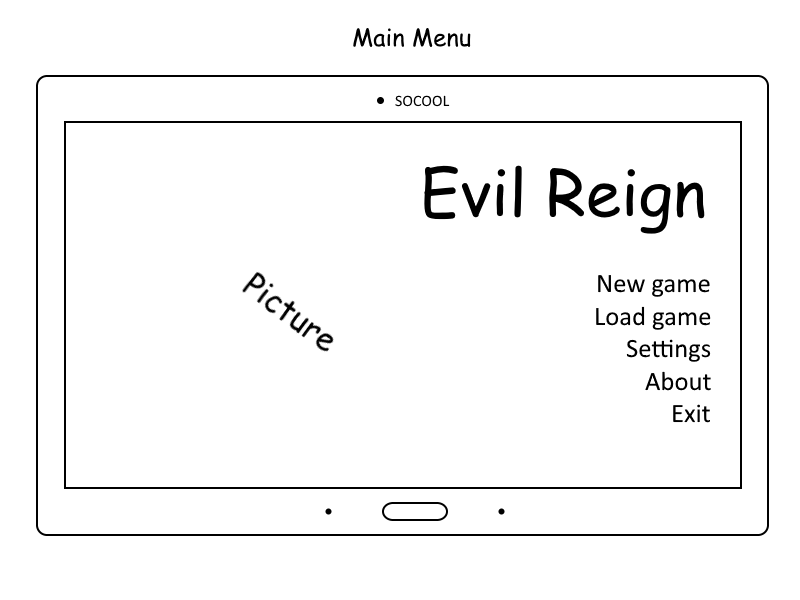 Main Menu
SOCOOL
Evil Reign
Picture
New game
Load game
Settings
About
Exit